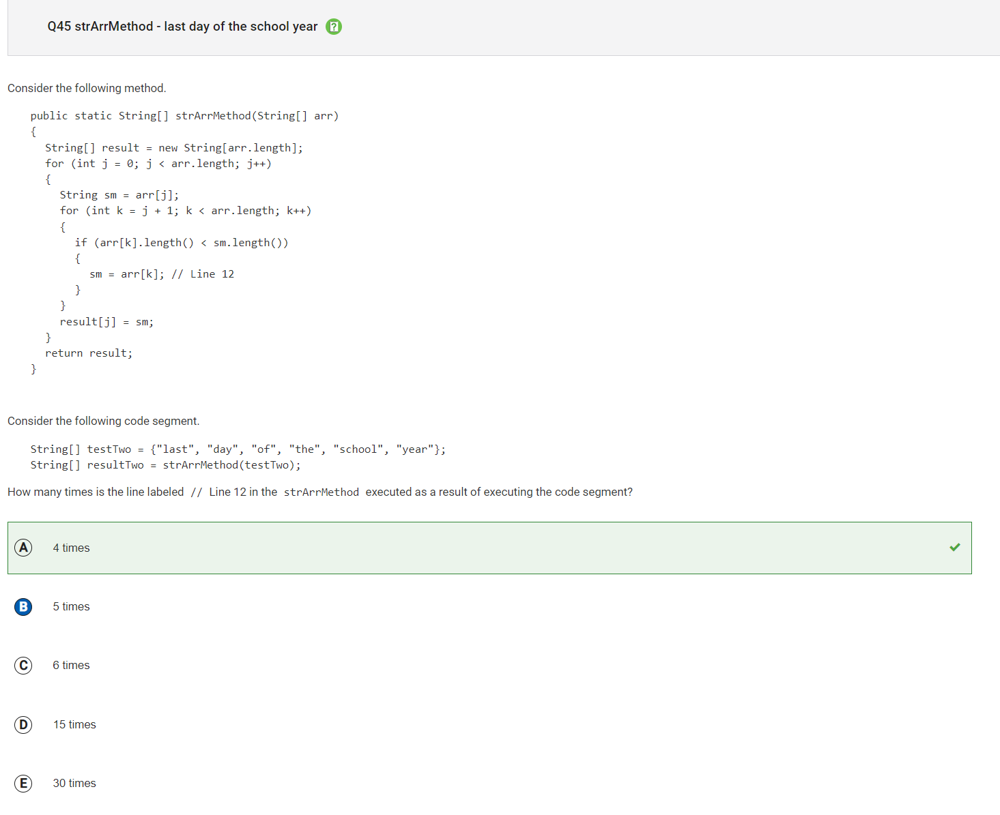 Q45 strArrMethod - last day of the school year ?
Consider the following method.
public static String[] strArrMethod(String[] arr)
{
String[] result = new String[arr.length];
for (int j = 0; j < arr.length; j++)
{
String sm = arr[j];
for (int k = j + 1; k < arr.length; k++)
{
if (arr[k].length() < sm.length())
{
sm = arr[k]; // Line 12
}
}
result[j] = sm;
}
return result;
}
Consider the following code segment.
String[] testTwo = {"last", "day", "of", "the", "school", "year"};
String[] resultTwo = strArrMethod(testTwo);
How many times is the line labeled // Line 12 in the strArrMethod executed as a result of executing the code segment?
A 4 times
B 5 times
C 6 times
D 15 times
E 30 times